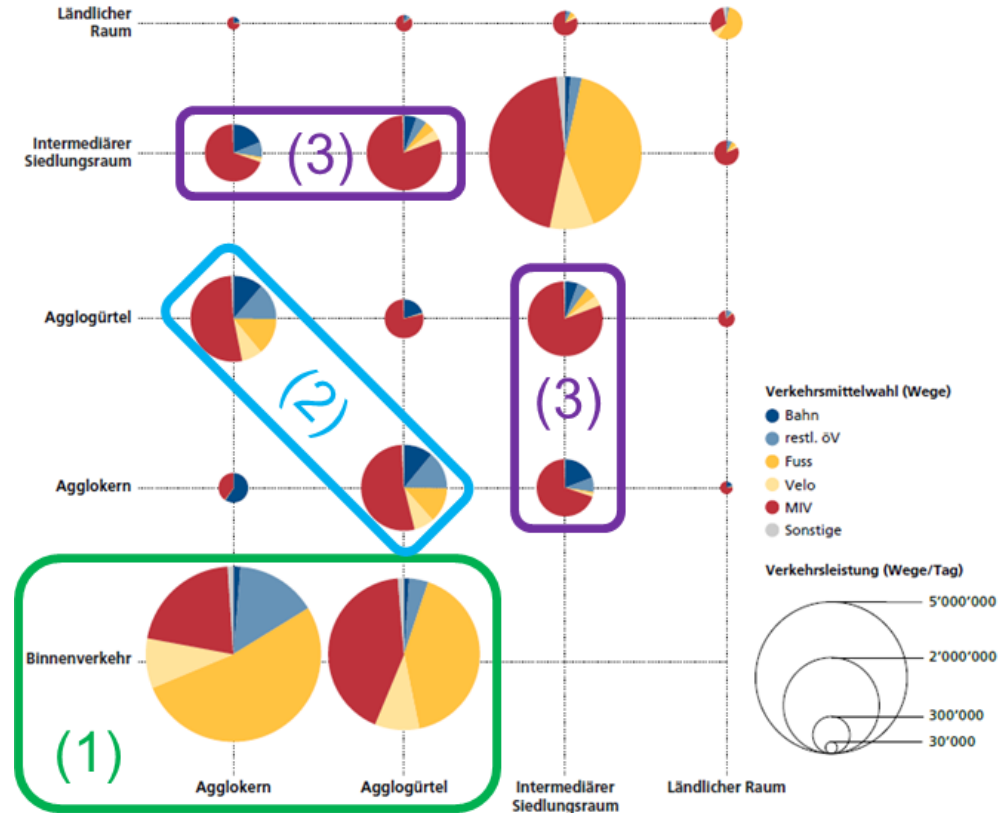 Ländlicher
Raum
Intermediärer
Siedlungsraum
(3)
Agglogürtel
(2)
(3)
Agglokern
Binnenverkehr
(1)
Agglokern
Agglogürtel
Intermediärer
Siedlungsraum
Ländlicher Raum
Verkehrsmittelwahl (Wege)
Bahn
restl. öV
Fuss
Velo
MIV
Sonstige
Verkehrsleistung (Wege/Tag)
5’000’000
2’000’000
300’000
30’000